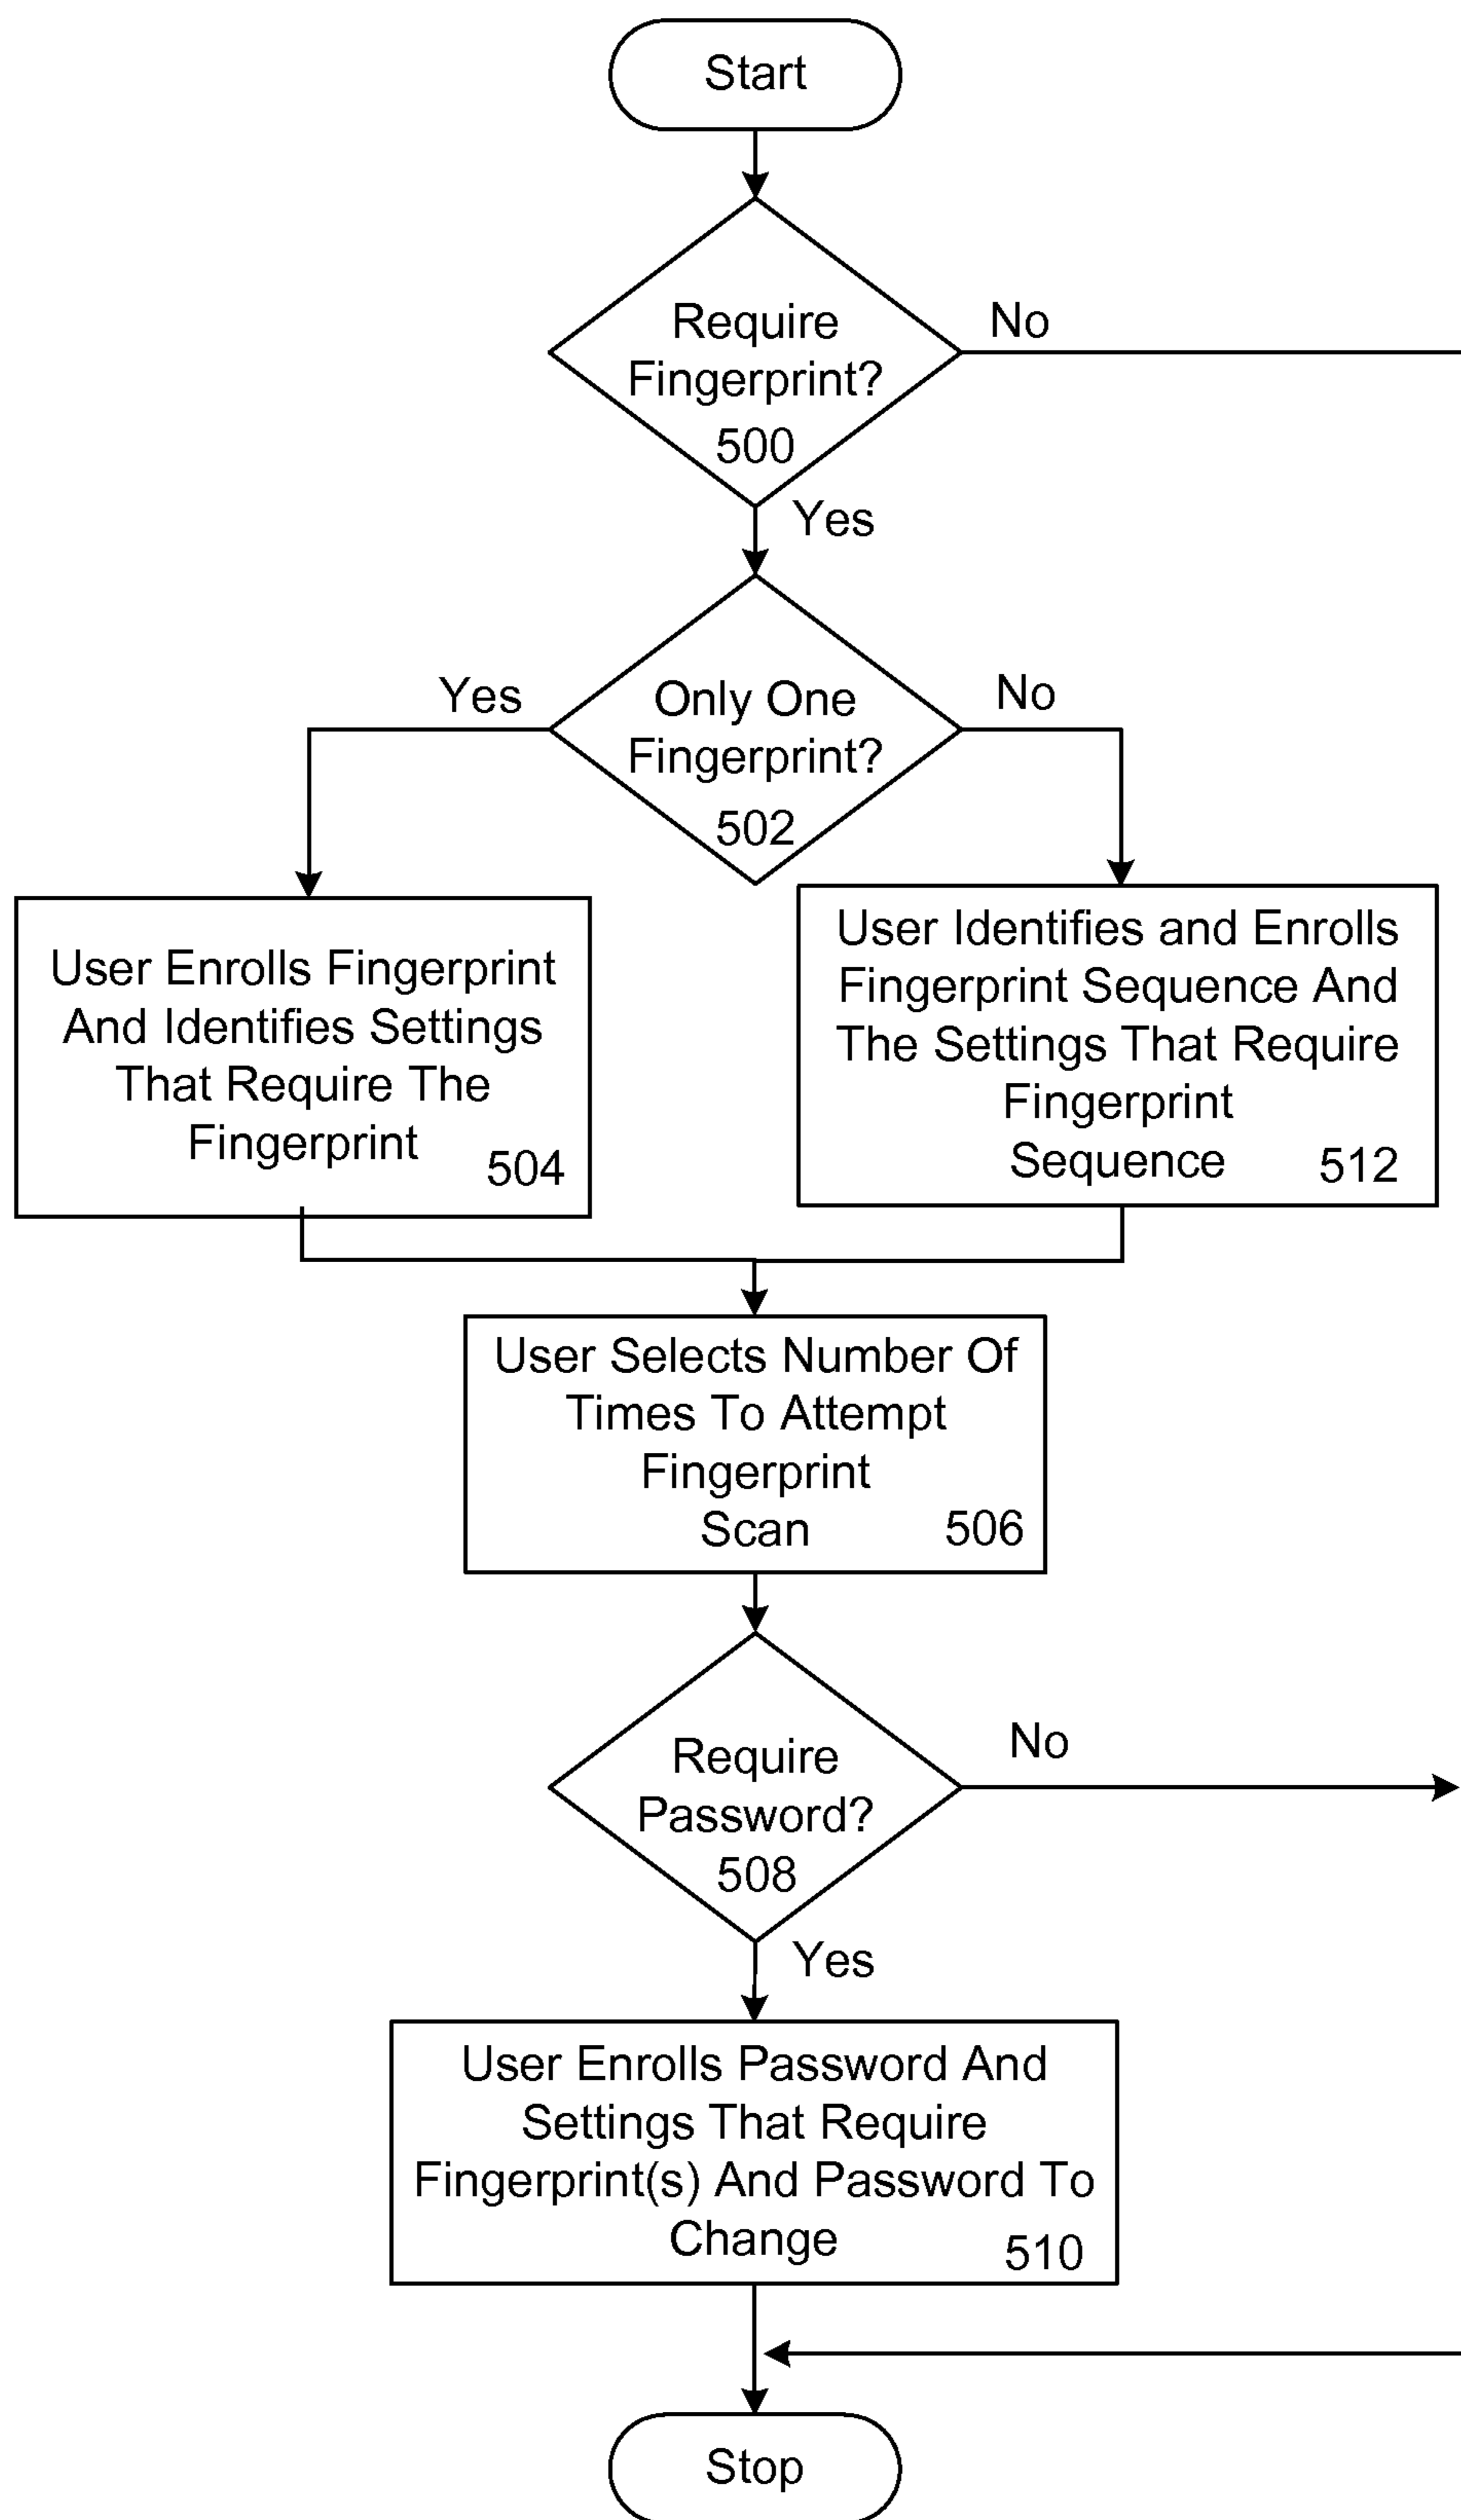 Start
Require
Fingerprint?
500
No
Yes
Only One
Fingerprint?
502
Yes
No
User Enrolls Fingerprint
And Identifies Settings
That Require The
Fingerprint
504
User Identifies and Enrolls
Fingerprint Sequence And
The Settings That Require
Fingerprint
Sequence
512
User Selects Number Of
Times To Attempt
Fingerprint
Scan
506
Require
Password?
508
No
Yes
User Enrolls Password And
Settings That Require
Fingerprint(s) And Password To
Change
510
Stop